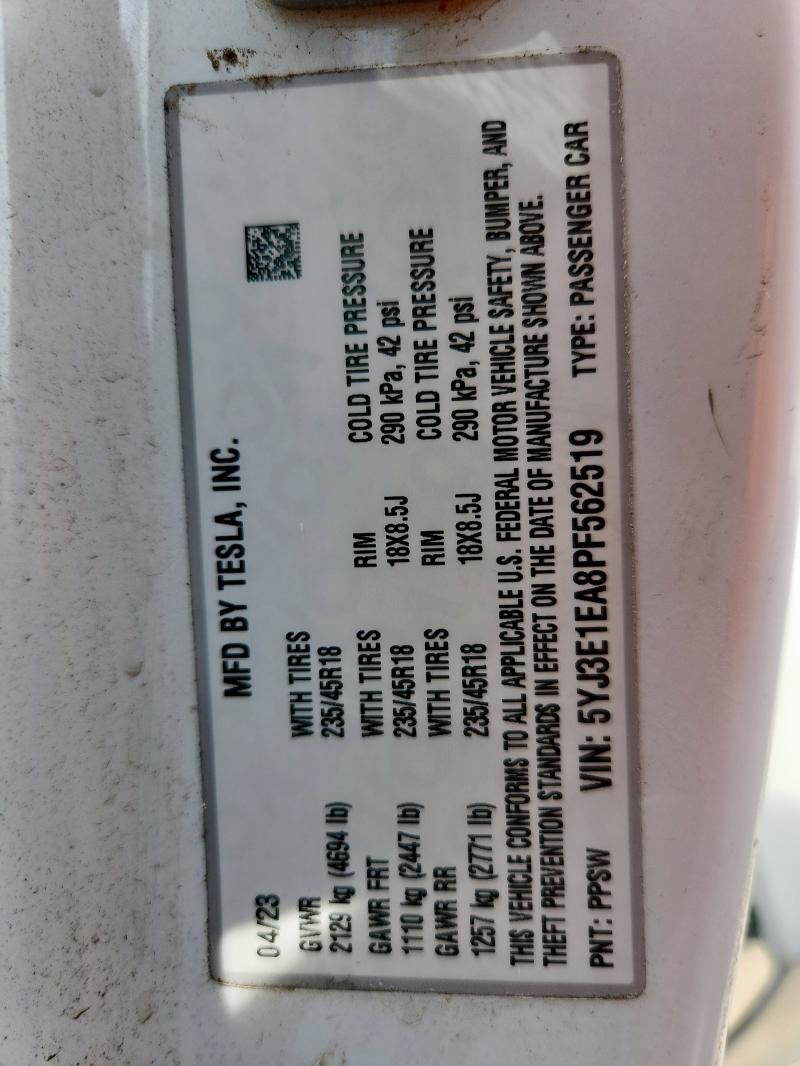 MFD BY TESLA, INC.
04/23
GVWR WITH TIRES
2129 kg (4694 lb) 235/45R18
GAWR FRT WITH TIRES RIM COLD TIRE PRESSURE
1110 kg (2447 lb) 235/45R18 18X8.5J 290 kPa, 42 psi
GAWR RR WITH TIRES RIM COLD TIRE PRESSURE
1257 kg (2771 lb) 235/45R18 18X8.5J 290 kPa, 42 psi
THIS VEHICLE CONFORMS TO ALL APPLICABLE U.S. FEDERAL MOTOR VEHICLE SAFETY, BUMPER, AND
THEFT PREVENTION STANDARDS IN EFFECT ON THE DATE OF MANUFACTURE SHOWN ABOVE.
PNT: PPSW VIN: 5YJ3E1EA8PF562519 TYPE: PASSENGER CAR